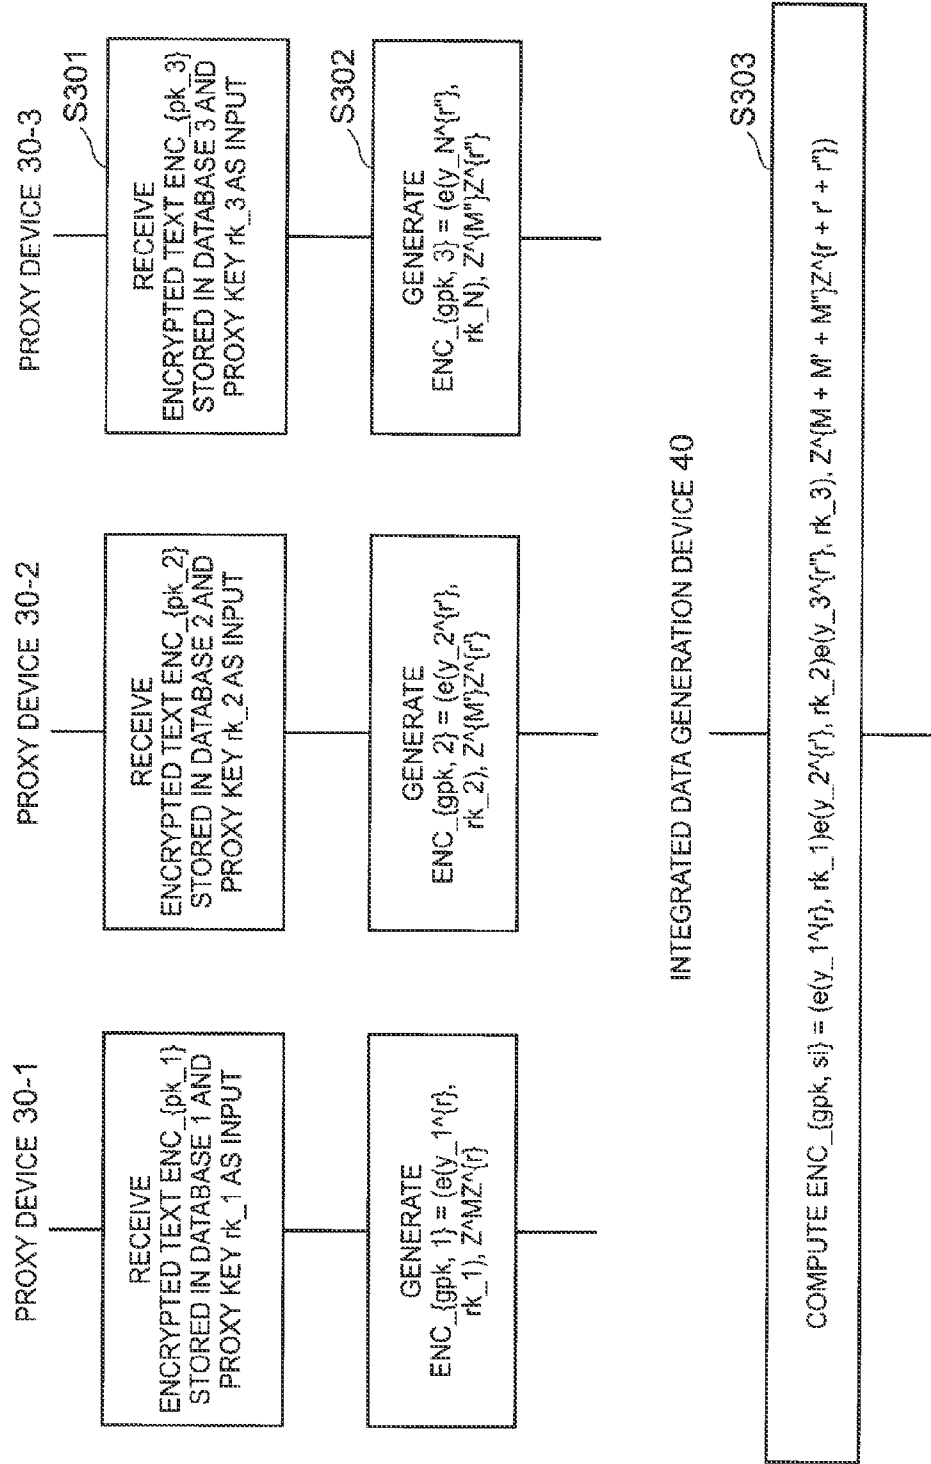 PROXY DEVICE 30-1
RECEIVE
ENCRYPTED TEXT ENC_{pk_1}
STORED IN DATABASE 1 AND
PROXY KEY rk_1 AS INPUT
GENERATE
ENC_{gpk, 1} = (e(y_1^{r},
rk_1), Z^MZ^{r}
PROXY DEVICE 30-2
RECEIVE
ENCRYPTED TEXT ENC_{pk_2}
STORED IN DATABASE 2 AND
PROXY KEY rk_2 AS INPUT
GENERATE
ENC_{gpk, 2} = (e(y_2^{r'},
rk_2), Z^{M'}Z^{r'}
PROXY DEVICE 30-3
S301
RECEIVE
ENCRYPTED TEXT ENC_{pk_3}
STORED IN DATABASE 3 AND
PROXY KEY rk_3 AS INPUT
S302
GENERATE
ENC_{gpk, 3} = (e(y_N^{r"},
rk_N), Z^{M"}Z^{r"}
INTEGRATED DATA GENERATION DEVICE 40
S303
COMPUTE ENC_{gpk, si} = (e(y_1^{r}, rk_1)e(y_2^{r'}, rk_2)e(y_3^{r"}, rk_3), Z^{M + M' + M"}Z^{r + r' + r"})